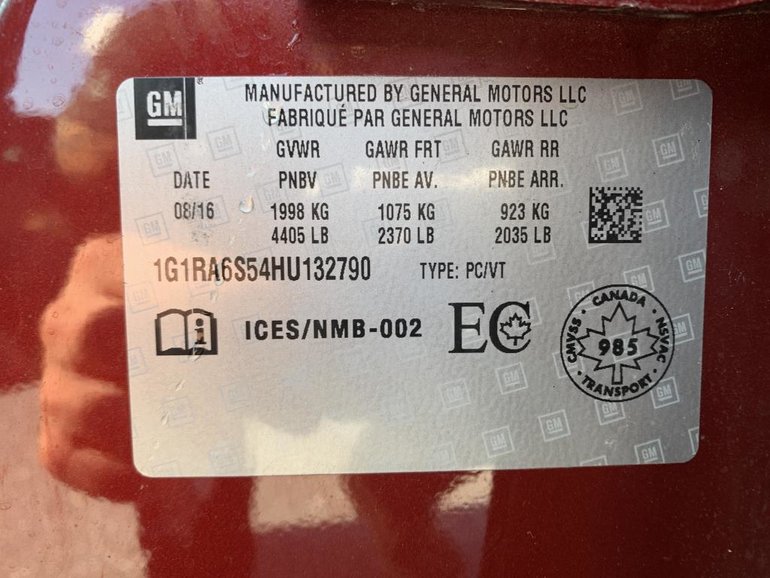 GM MANUFACTURED BY GENERAL MOTORS LLC
FABRIQUÉ PAR GENERAL MOTORS LLC
GVWR GAWR FRT GAWR RR
DATE PNBV PNBE AV. PNBE ARR.
08/16 1998 KG 1075 KG 923 KG
4405 LB 2370 LB 2035 LB
1G1RA6S54HU132790 TYPE: PC/VT
ICES/NMB-002 EC
CANADA
CMVSS 985 NSVAC
TRANSPORT